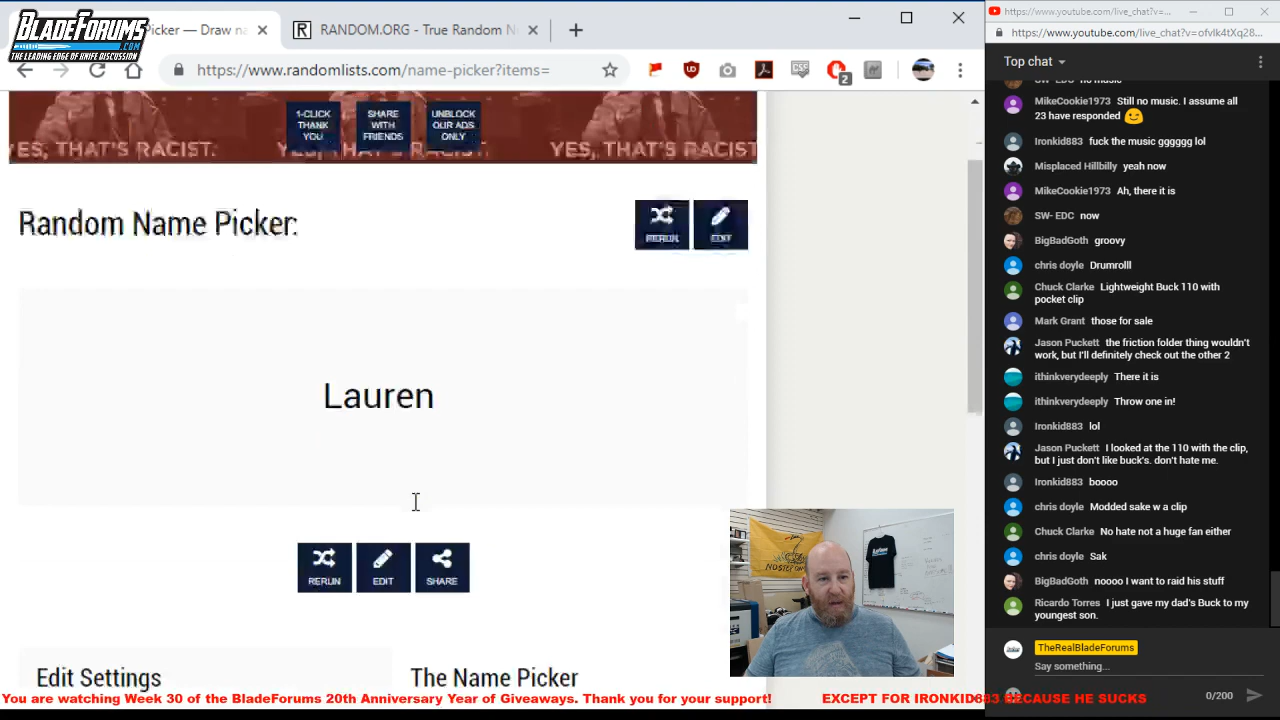 BLADEFORUMS
.COM
THE LEADING EDGE OF KNIFE DISCUSSION
Picker — Draw na
RANDOM.ORG - True Random N
https://www.randomlists.com/name-picker?items=
2
1-CLICK
THANK
YOU
SHARE
WITH
FRIENDS
UNBLOCK
OUR ADS
ONLY
YES, THAT'S RACIST.
YES, THAT'S RACIST
Random Name Picker:
RERUN
EDIT
Lauren
RERUN
EDIT
SHARE
Edit Settings
The Name Picker
You are watching Week 30 of the BladeForums 20th Anniversary Year of Giveaways. Thank you for your support!
EXCEPT FOR IRONKID883 BECAUSE HE SUCKS
https://www.youtube.com/live_chat?v=...
https://www.youtube.com/live_chat?v=ofvlk4tXq28...
Top chat
SW- EDC no music
MikeCookie1973 Still no music. I assume all
23 have responded
Ironkid883 fuck the music gggggg lol
Misplaced Hillbilly yeah now
MikeCookie1973 Ah, there it is
SW- EDC now
BigBadGoth groovy
chris doyle Drumrolll
Chuck Clarke Lightweight Buck 110 with
pocket clip
Mark Grant those for sale
Jason Puckett the friction folder thing wouldn't
work, but I'll definitely check out the other 2
ithinkverydeeply There it is
ithinkverydeeply Throw one in!
Ironkid883 lol
Jason Puckett I looked at the 110 with the clip,
but I just don't like buck's. don't hate me.
Ironkid883 boooo
chris doyle Modded sake w a clip
Chuck Clarke No hate not a huge fan either
chris doyle Sak
BigBadGoth noooo I want to raid his stuff
Ricardo Torres I just gave my dad's Buck to my
youngest son.
TheRealBladeForums
Say something...
0/200